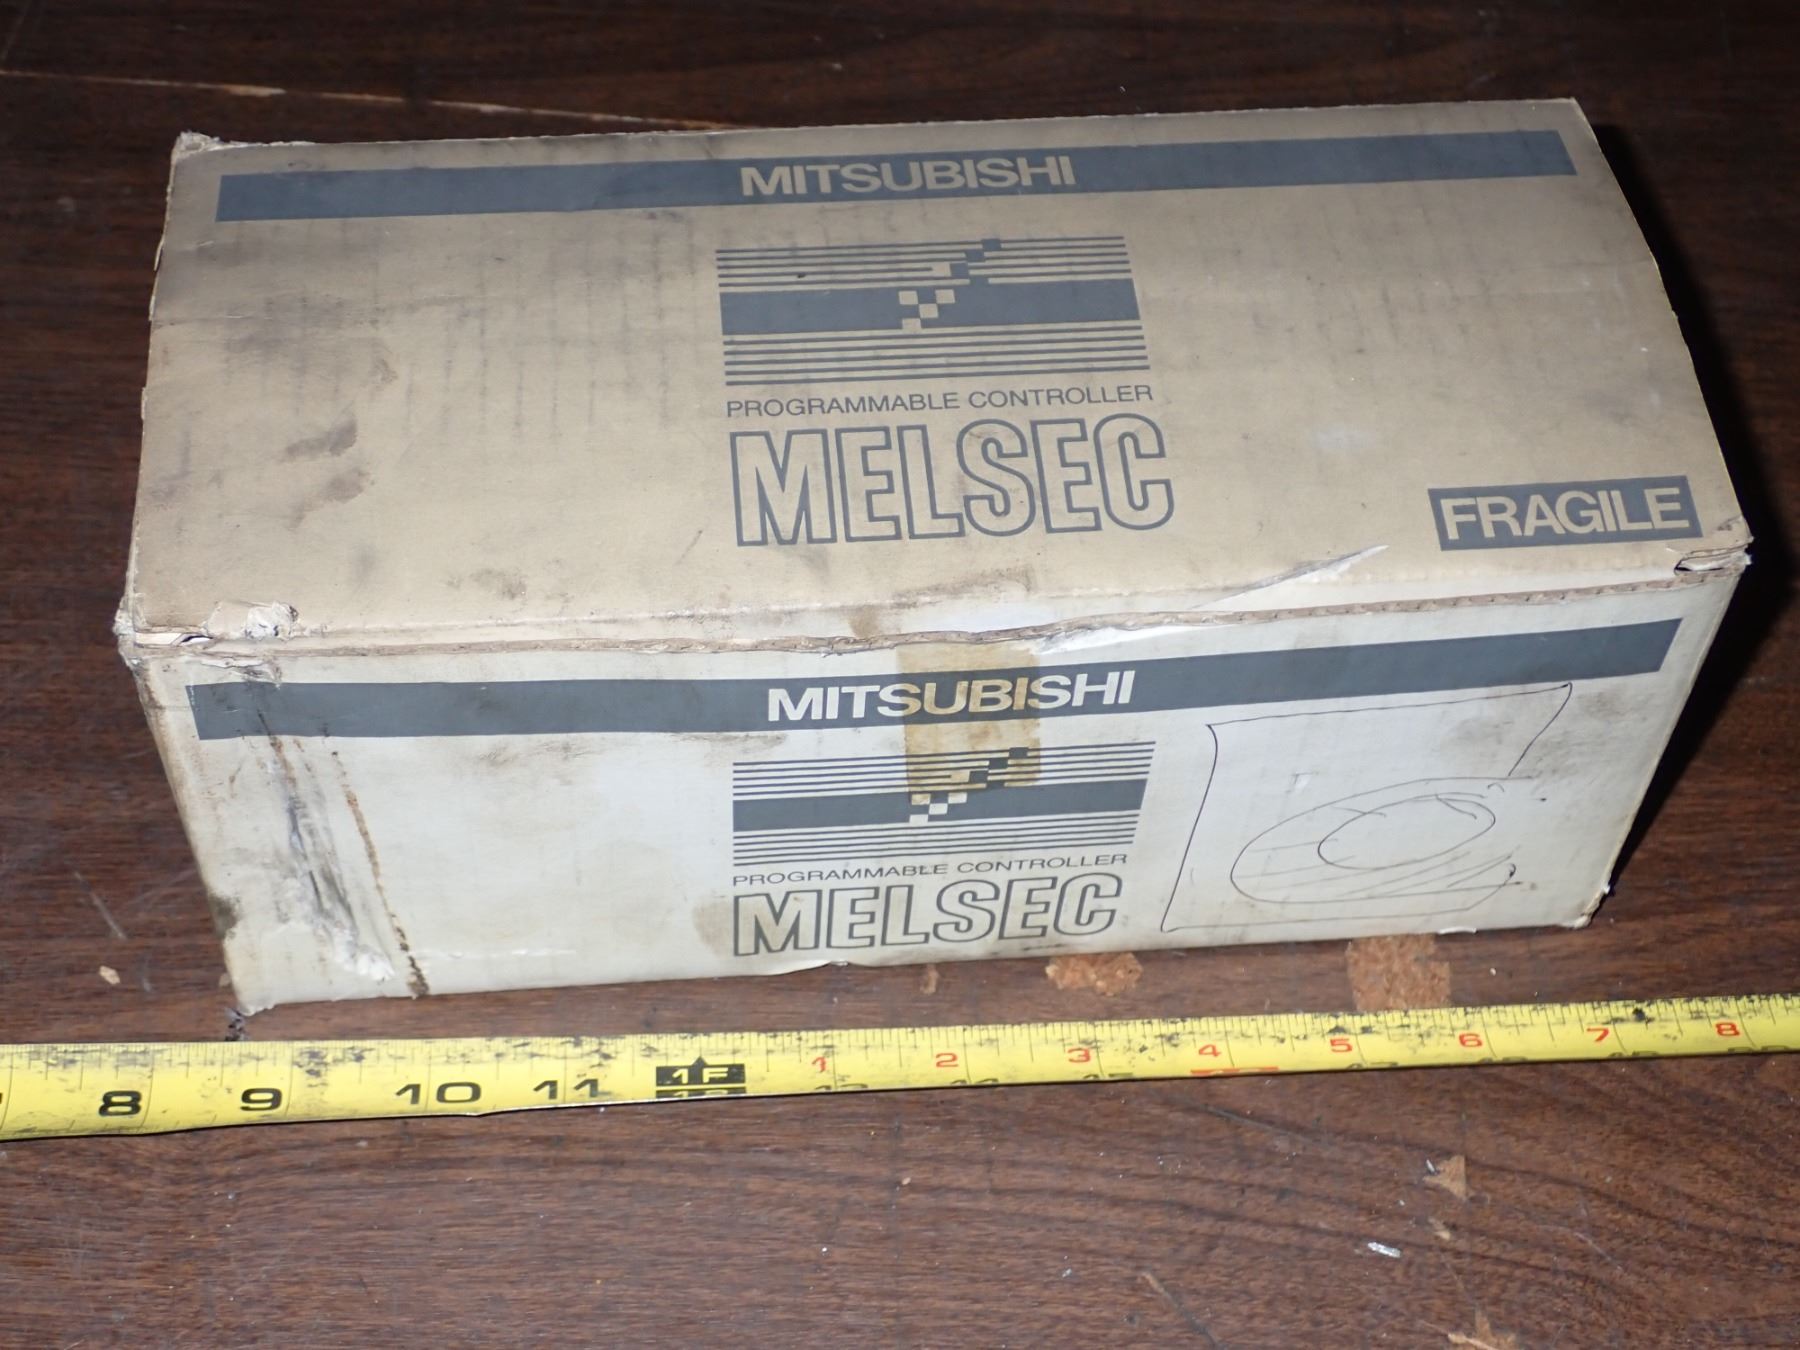 MITSUBISHI
PROGRAMMABLE CONTROLLER
MELSEC
FRAGILE
MITSUBISHI
PROGRAMMABLE CONTROLLER
MELSEC
8 9 10 11 1F 1 2 3 4 5 6 7 8